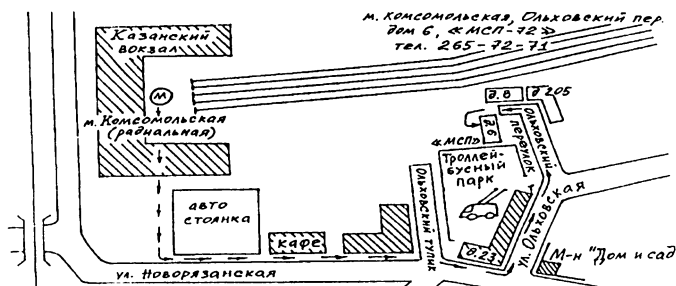 м. Комсомольская, Ольховский пер.
дом 6, «МСП-72»
тел. 265-72-71
Казанский
вокзал
М
м. Комсомольская
(радиальная)
авто
стоянка
кафе
ул. Новорязанская
Ольховский тупик
«МСП»
Троллей-
бусный
парк
д. 6
д. 8
д 205
Ольховский
переулок
д. 23
ул. Ольховская
М-н "Дом и сад